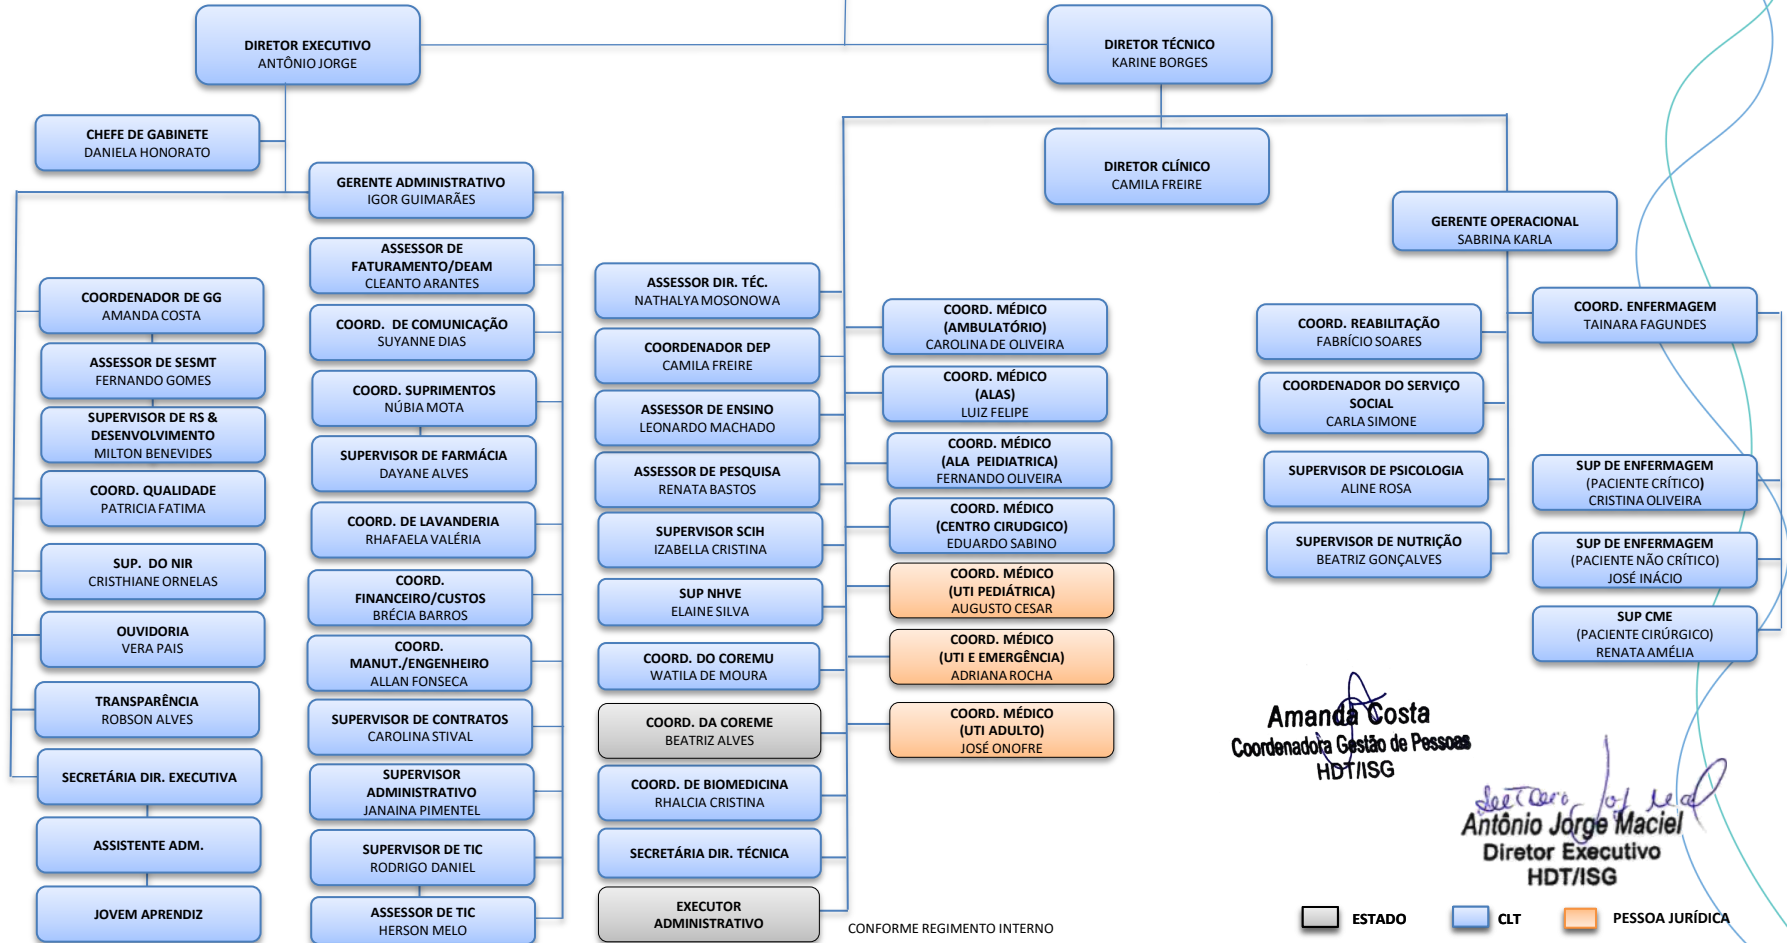 DIRETOR EXECUTIVO
ANTÔNIO JORGE
DIRETOR TÉCNICO
KARINE BORGES
CHEFE DE GABINETE
DANIELA HONORATO
DIRETOR CLÍNICO
CAMILA FREIRE
GERENTE ADMINISTRATIVO
IGOR GUIMARÃES
GERENTE OPERACIONAL
SABRINA KARLA
COORDENADOR DE GG
AMANDA COSTA
ASSESSOR DE SESMT
FERNANDO GOMES
SUPERVISOR DE RS &
DESENVOLVIMENTO
MILTON BENEVIDES
COORD. QUALIDADE
PATRICIA FATIMA
SUP. DO NIR
CRISTHIANE ORNELAS
OUVIDORIA
VERA PAIS
TRANSPARÊNCIA
ROBSON ALVES
SECRETÁRIA DIR. EXECUTIVA
ASSISTENTE ADM.
JOVEM APRENDIZ
ASSESSOR DE
FATURAMENTO/DEAM
CLEANTO ARANTES
COORD. DE COMUNICAÇÃO
SUYANNE DIAS
COORD. SUPRIMENTOS
NÚBIA MOTA
SUPERVISOR DE FARMÁCIA
DAYANE ALVES
COORD. DE LAVANDERIA
RHAFAELA VALÉRIA
COORD.
FINANCEIRO/CUSTOS
BRÉCIA BARROS
COORD.
MANUT./ENGENHEIRO
ALLAN FONSECA
SUPERVISOR DE CONTRATOS
CAROLINA STIVAL
SUPERVISOR
ADMINISTRATIVO
JANAINA PIMENTEL
SUPERVISOR DE TIC
RODRIGO DANIEL
ASSESSOR DE TIC
HERSON MELO
ASSESSOR DIR. TÉC.
NATHALYA MOSONOWA
COORDENADOR DEP
CAMILA FREIRE
ASSESSOR DE ENSINO
LEONARDO MACHADO
ASSESSOR DE PESQUISA
RENATA BASTOS
SUPERVISOR SCIH
IZABELLA CRISTINA
SUP NHVE
ELAINE SILVA
COORD. DO COREMU
WATILA DE MOURA
COORD. DA COREME
BEATRIZ ALVES
COORD. DE BIOMEDICINA
RHALCIA CRISTINA
SECRETÁRIA DIR. TÉCNICA
EXECUTOR
ADMINISTRATIVO
COORD. MÉDICO
(AMBULATÓRIO)
CAROLINA DE OLIVEIRA
COORD. MÉDICO
(ALAS)
LUIZ FELIPE
COORD. MÉDICO
(ALA PEIDIATRICA)
FERNANDO OLIVEIRA
COORD. MÉDICO
(CENTRO CIRUDGICO)
EDUARDO SABINO
COORD. MÉDICO
(UTI PEDIÁTRICA)
AUGUSTO CESAR
COORD. MÉDICO
(UTI E EMERGÊNCIA)
ADRIANA ROCHA
COORD. MÉDICO
(UTI ADULTO)
JOSÉ ONOFRE
COORD. REABILITAÇÃO
FABRÍCIO SOARES
COORDENADOR DO SERVIÇO
SOCIAL
CARLA SIMONE
SUPERVISOR DE PSICOLOGIA
ALINE ROSA
SUPERVISOR DE NUTRIÇÃO
BEATRIZ GONÇALVES
COORD. ENFERMAGEM
TAINARA FAGUNDES
SUP DE ENFERMAGEM
(PACIENTE CRÍTICO)
CRISTINA OLIVEIRA
SUP DE ENFERMAGEM
(PACIENTE NÃO CRÍTICO)
JOSÉ INÁCIO
SUP CME
(PACIENTE CIRÚRGICO)
RENATA AMÉLIA
Amanda Costa
Coordenadora Gestão de Pessoas
HDT/ISG
Antônio Jorge Maciel
Diretor Executivo
HDT/ISG
CONFORME REGIMENTO INTERNO
ESTADO
CLT
PESSOA JURÍDICA